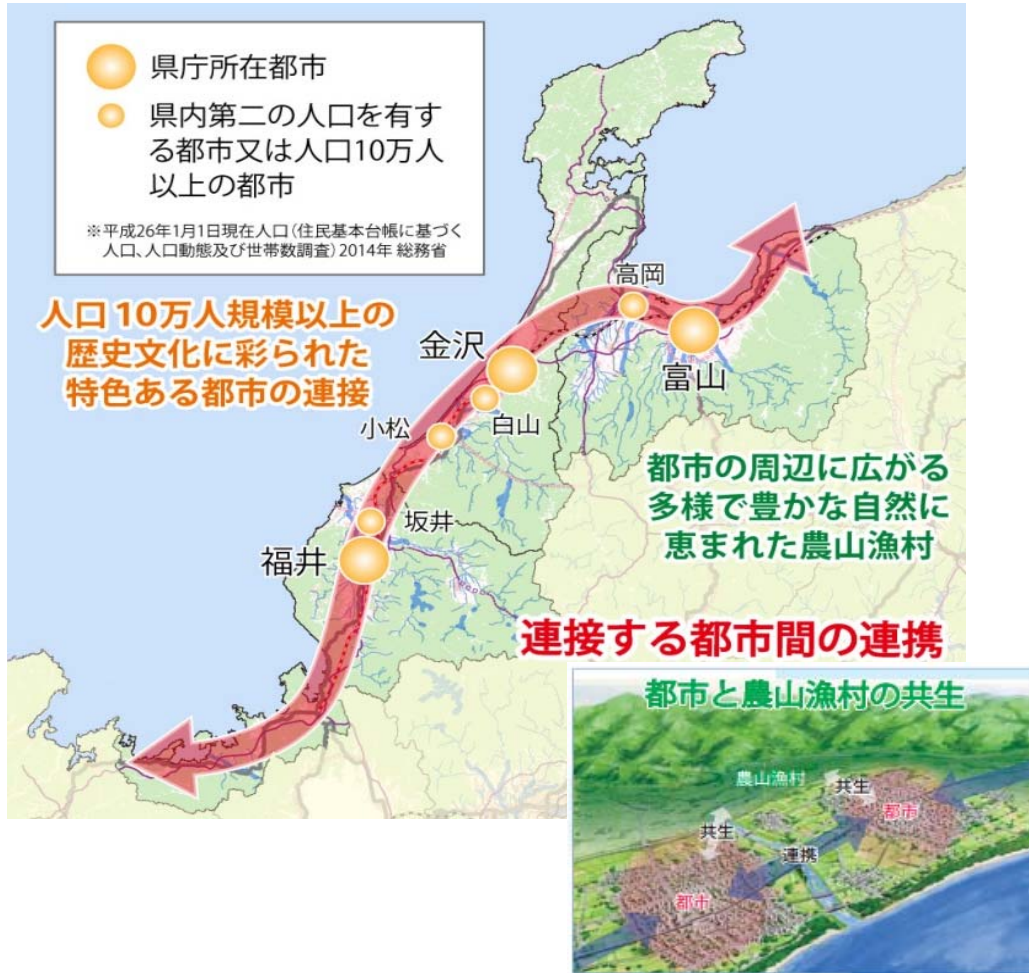 県庁所在都市
県内第二の人口を有す
る都市又は人口10万人
以上の都市
※平成26年1月1日現在人口(住民基本台帳に基づく
人口、人口動態及び世帯数調査)2014年 総務省
人口10万人規模以上の
歴史文化に彩られた
特色ある都市の連接
高岡
金沢
富山
白山
小松
坂井
福井
都市の周辺に広がる
多様で豊かな自然に
恵まれた農山漁村
連接する都市間の連携
都市と農山漁村の共生
農山漁村
共生
都市
共生
連携
都市